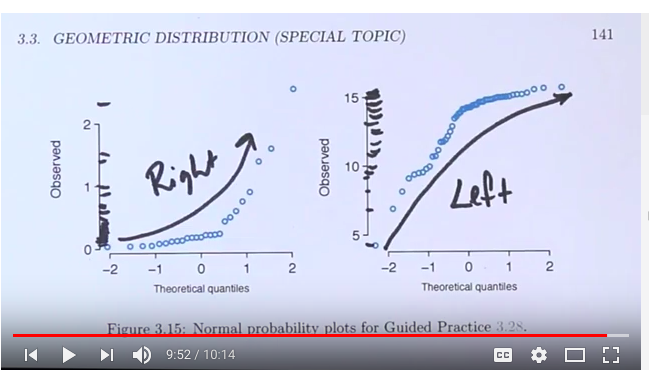 3.3. GEOMETRIC DISTRIBUTION (SPECIAL TOPIC) 141
Observed
2
1
0
−2 −1 0 1 2
Theoretical quantiles
Right
Observed
15
10
5
−2 −1 0 1 2
Theoretical quantiles
Left
Figure 3.15: Normal probability plots for Guided Practice 3.28.
9:52 / 10:14
CC